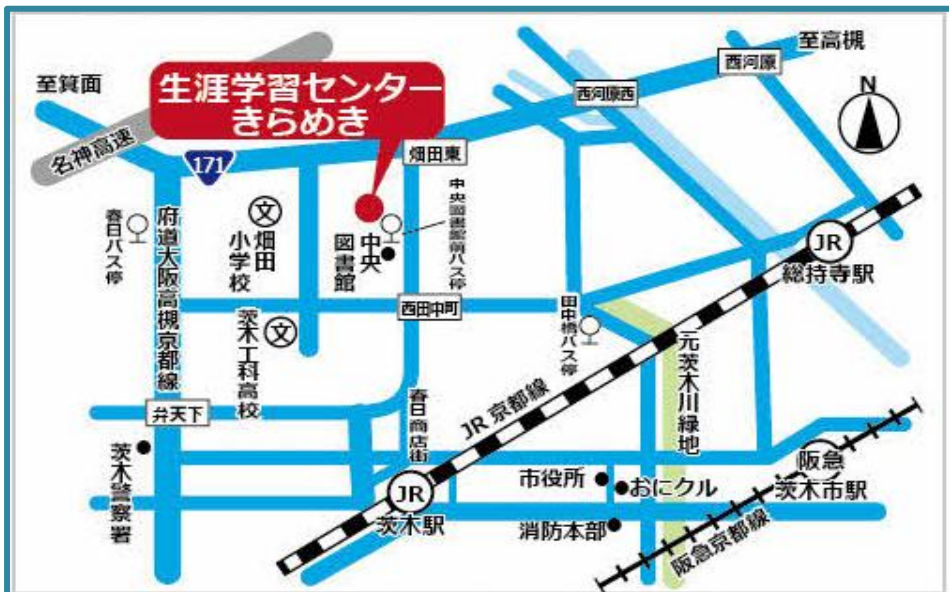 至高槻
西河原
至箕面
生涯学習センター
きらめき
西河原西
N
名神高速
171
畑田東
春日バス停
府道大阪高槻京都線
文
畑田
小学校
中央
図書館
中央図書館前バス停
JR
総持寺駅
西田中町
文
茨木工科高校
田中橋バス停
元茨木川緑地
弁天下
春日商店街
JR 京都線
茨木警察署
JR
茨木駅
市役所
おにクル
消防本部
阪急
茨木市駅
阪急京都線